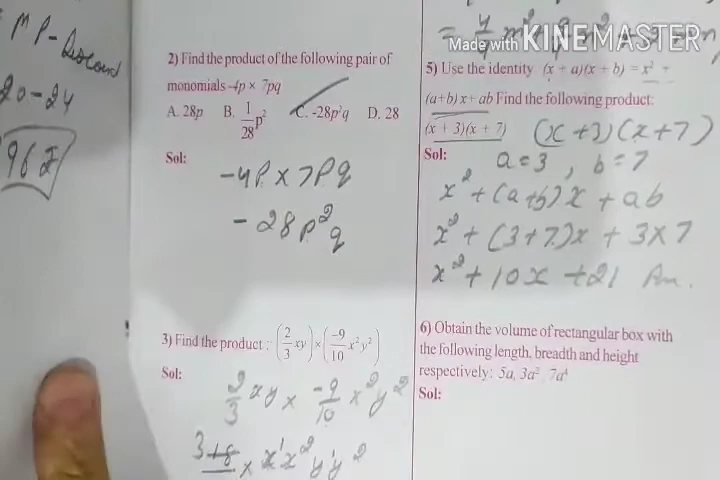 MP - Discount
20-24
962
2) Find the product of the following pair of
monomials -4p × 7pq
A. 28p B. 1/28 p² C. -28p²q D. 28
Sol:
-4P × 7Pq
- 28p²q
3) Find the product : (2/3 xy) × (-9/10 x²y²)
Sol:
2/3 xy × -9/10 x²y²
× x¹x² y¹y²
Made with KINEMASTER
5) Use the identity (x + a)(x + b) = x² +
(a+b) x + ab Find the following product:
(x + 3)(x + 7) (x+3)(x+7)
Sol: a=3, b=7
x² + (a+b)x + ab
x² + (3+7)x + 3×7
x² + 10x + 21 Am.
6) Obtain the volume of rectangular box with
the following length, breadth and height
respectively: 5a, 3a² 7a⁴
Sol: